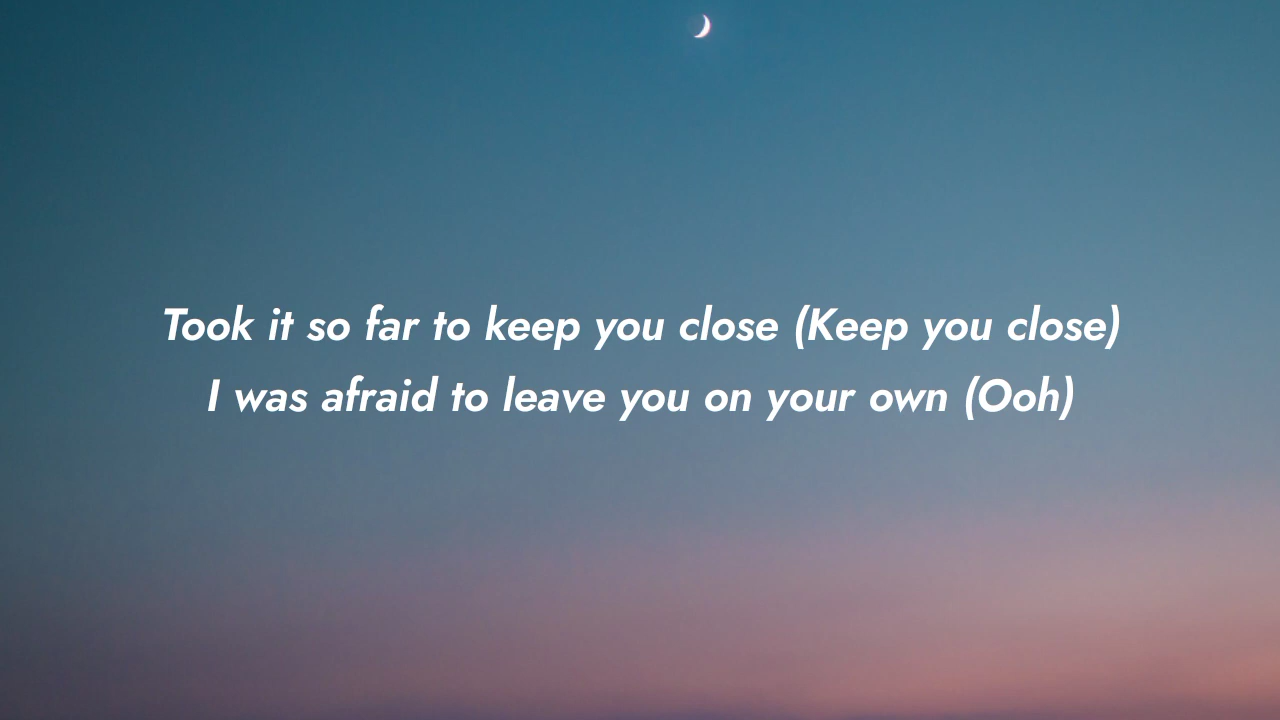 Took it so far to keep you close (Keep you close)
I was afraid to leave you on your own (Ooh)